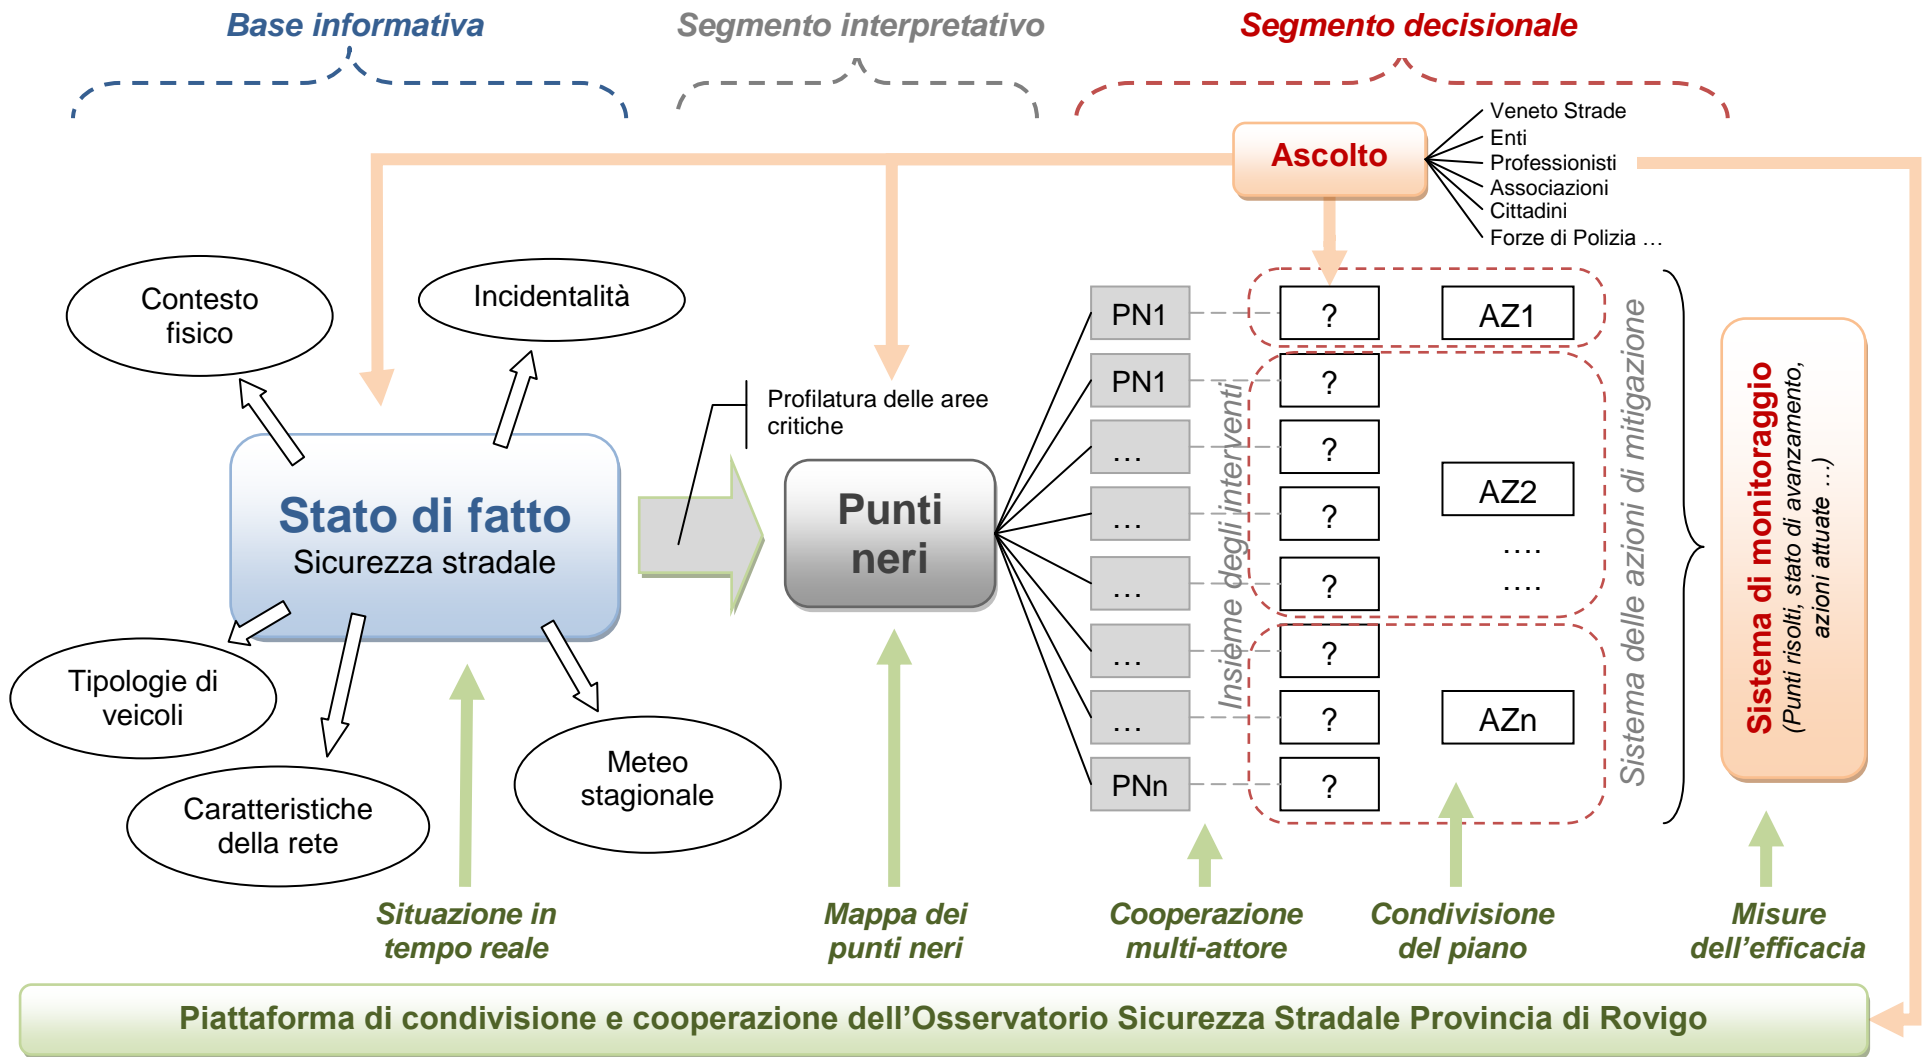 Base informativa
Segmento interpretativo
Segmento decisionale
Ascolto
Veneto Strade
Enti
Professionisti
Associazioni
Cittadini
Forze di Polizia …
Contesto
fisico
Incidentalità
Stato di fatto
Sicurezza stradale
Tipologie di
veicoli
Caratteristiche
della rete
Meteo
stagionale
Profilatura delle aree
critiche
Punti
neri
PN1
PN1
…
…
…
…
…
PNn
Insieme degli interventi
?
?
?
?
?
?
?
?
AZ1
AZ2
….
….
AZn
Sistema delle azioni di mitigazione
Sistema di monitoraggio
(Punti risolti, stato di avanzamento,
azioni attuate …)
Situazione in
tempo reale
Mappa dei
punti neri
Cooperazione
multi-attore
Condivisione
del piano
Misure
dell’efficacia
Piattaforma di condivisione e cooperazione dell’Osservatorio Sicurezza Stradale Provincia di Rovigo